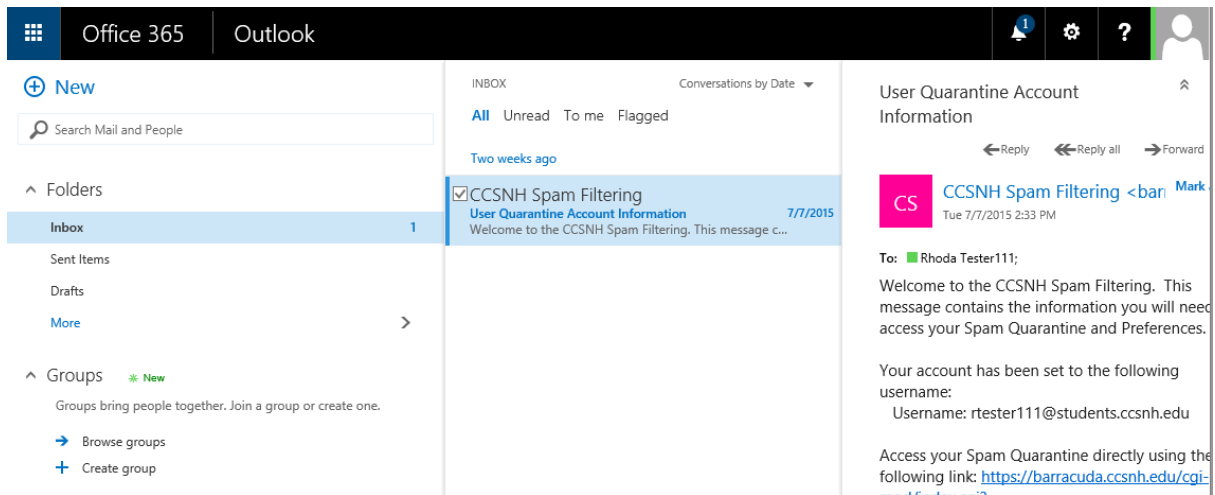 Office 365 Outlook 1 ?
New
Search Mail and People
Folders
Inbox 1
Sent Items
Drafts
More
Groups New
Groups bring people together. Join a group or create one.
Browse groups
Create group
INBOX Conversations by Date
All Unread To me Flagged
Two weeks ago
CCSNH Spam Filtering
User Quarantine Account Information 7/7/2015
Welcome to the CCSNH Spam Filtering. This message c...
User Quarantine Account
Information
Reply Reply all Forward
CS
CCSNH Spam Filtering <bar Mark
Tue 7/7/2015 2:33 PM
To: Rhoda Tester111;
Welcome to the CCSNH Spam Filtering. This
message contains the information you will need
access your Spam Quarantine and Preferences.
Your account has been set to the following
username:
Username: rtester111@students.ccsnh.edu
Access your Spam Quarantine directly using the
following link: https://barracuda.ccsnh.edu/cgi-